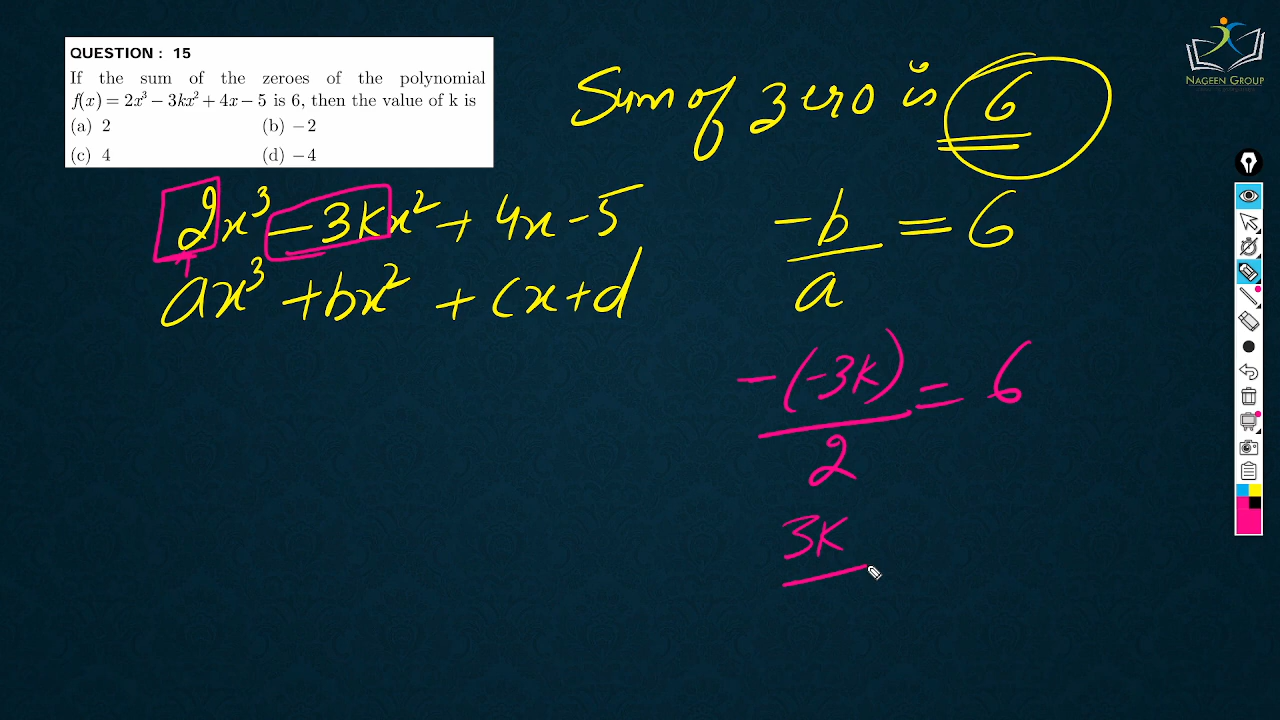 QUESTION : 15
If the sum of the zeroes of the polynomial
f(x) = 2x³ − 3kx² + 4x − 5 is 6, then the value of k is
(a) 2 (b) − 2
(c) 4 (d) − 4
Sum of zero is 6
NAGEEN GROUP
2x³ − 3kx² + 4x − 5
ax³ + bx² + cx + d
−b/a = 6
−(−3k)/2 = 6
3k